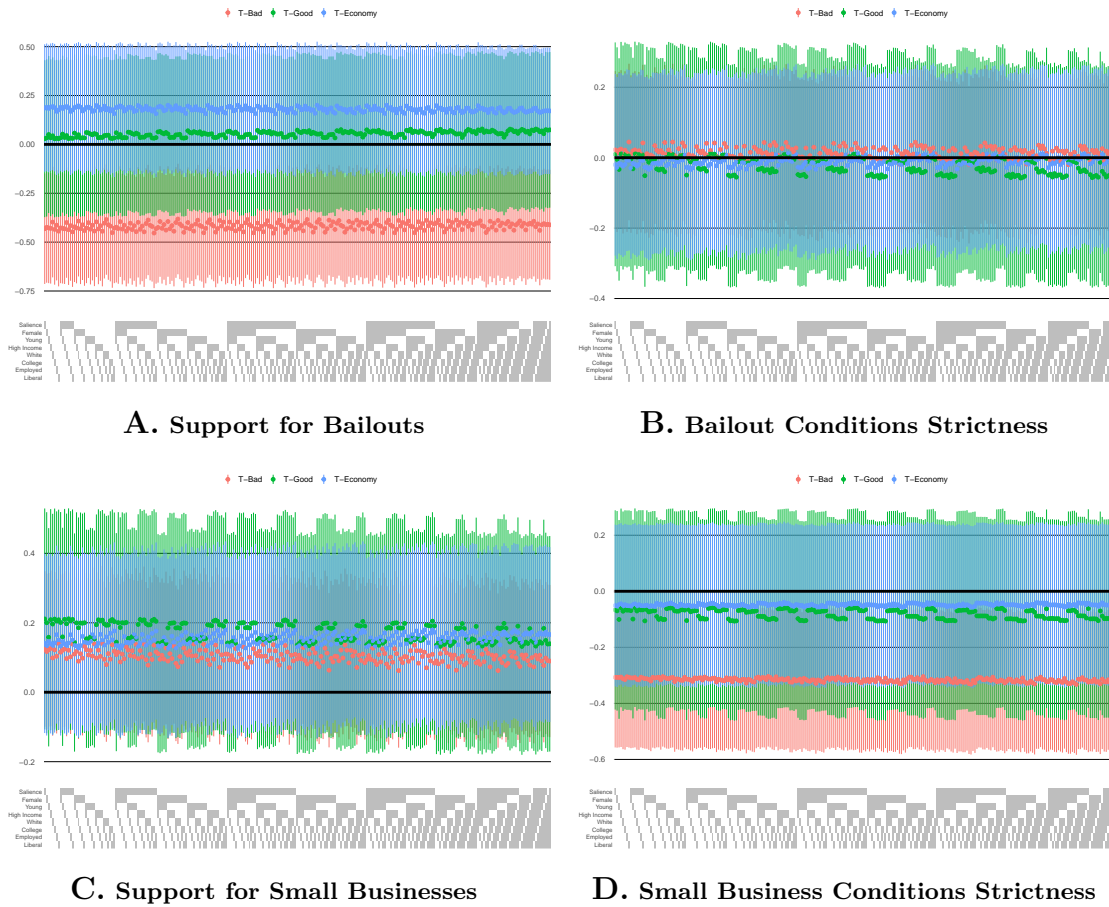 T−Bad T−Good T−Economy
0.50
0.25
0.00
−0.25
−0.50
−0.75
Salience
Female
Young
High Income
White
College
Employed
Liberal
A. Support for Bailouts
T−Bad T−Good T−Economy
0.2
0.0
−0.2
−0.4
Salience
Female
Young
High Income
White
College
Employed
Liberal
B. Bailout Conditions Strictness
T−Bad T−Good T−Economy
0.4
0.2
0.0
−0.2
Salience
Female
Young
High Income
White
College
Employed
Liberal
C. Support for Small Businesses
T−Bad T−Good T−Economy
0.2
0.0
−0.2
−0.4
−0.6
Salience
Female
Young
High Income
White
College
Employed
Liberal
D. Small Business Conditions Strictness